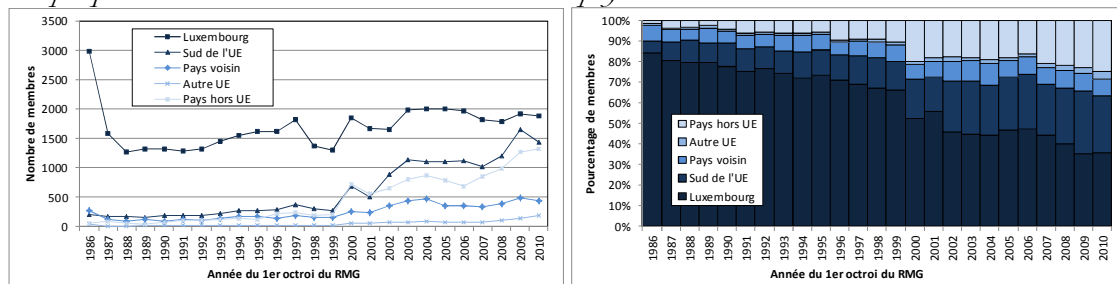 3500
3000
2500
2000
1500
1000
500
0
Nombre de membres
Luxembourg
Sud de l'UE
Pays voisin
Autre UE
Pays hors UE
1986 1987 1988 1989 1990 1991 1992 1993 1994 1995 1996 1997 1998 1999 2000 2001 2002 2003 2004 2005 2006 2007 2008 2009 2010
Année du 1er octroi du RMG
100%
90%
80%
70%
60%
50%
40%
30%
20%
10%
0%
Pourcentage de membres
Pays hors UE
Autre UE
Pays voisin
Sud de l'UE
Luxembourg
1986 1987 1988 1989 1990 1991 1992 1993 1994 1995 1996 1997 1998 1999 2000 2001 2002 2003 2004 2005 2006 2007 2008 2009 2010
Année du 1er octroi du RMG